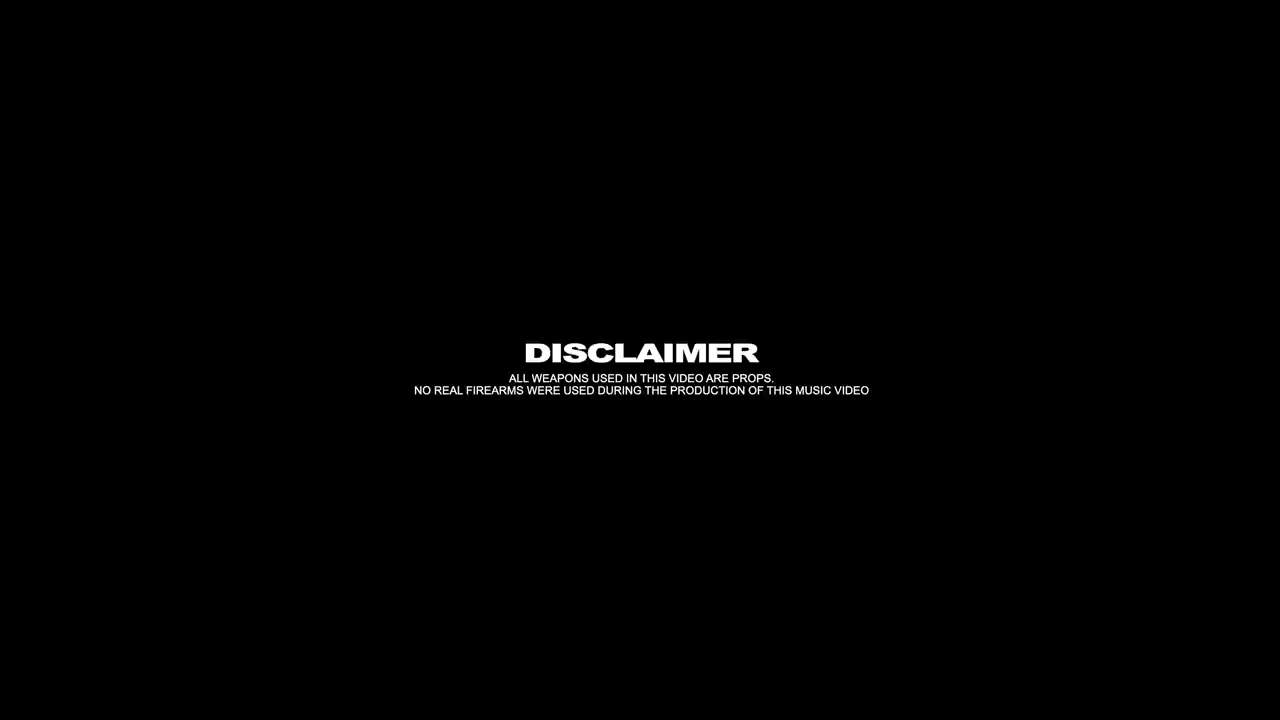 DISCLAIMER
ALL WEAPONS USED IN THIS VIDEO ARE PROPS.
NO REAL FIREARMS WERE USED DURING THE PRODUCTION OF THIS MUSIC VIDEO